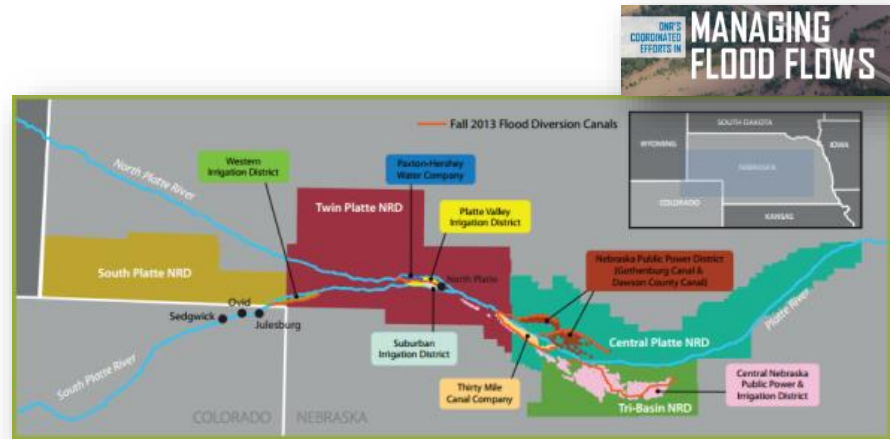 DNR'S
COORDINATED
EFFORTS IN
MANAGING
FLOOD FLOWS
Fall 2013 Flood Diversion Canals
SOUTH DAKOTA
WYOMING
IOWA
NEBRASKA
COLORADO
KANSAS
North Platte River
Western
Irrigation District
Paxton-Hershey
Water Company
Twin Platte NRD
Platte Valley
Irrigation District
South Platte NRD
North Platte
Nebraska Public Power District
(Gothenburg Canal &
Dawson County Canal)
Ovid
Sedgwick
Julesburg
Suburban
Irrigation District
Central Platte NRD
Platte River
South Platte River
Thirty Mile
Canal Company
Central Nebraska
Public Power &
Irrigation District
Tri-Basin NRD
COLORADO
NEBRASKA